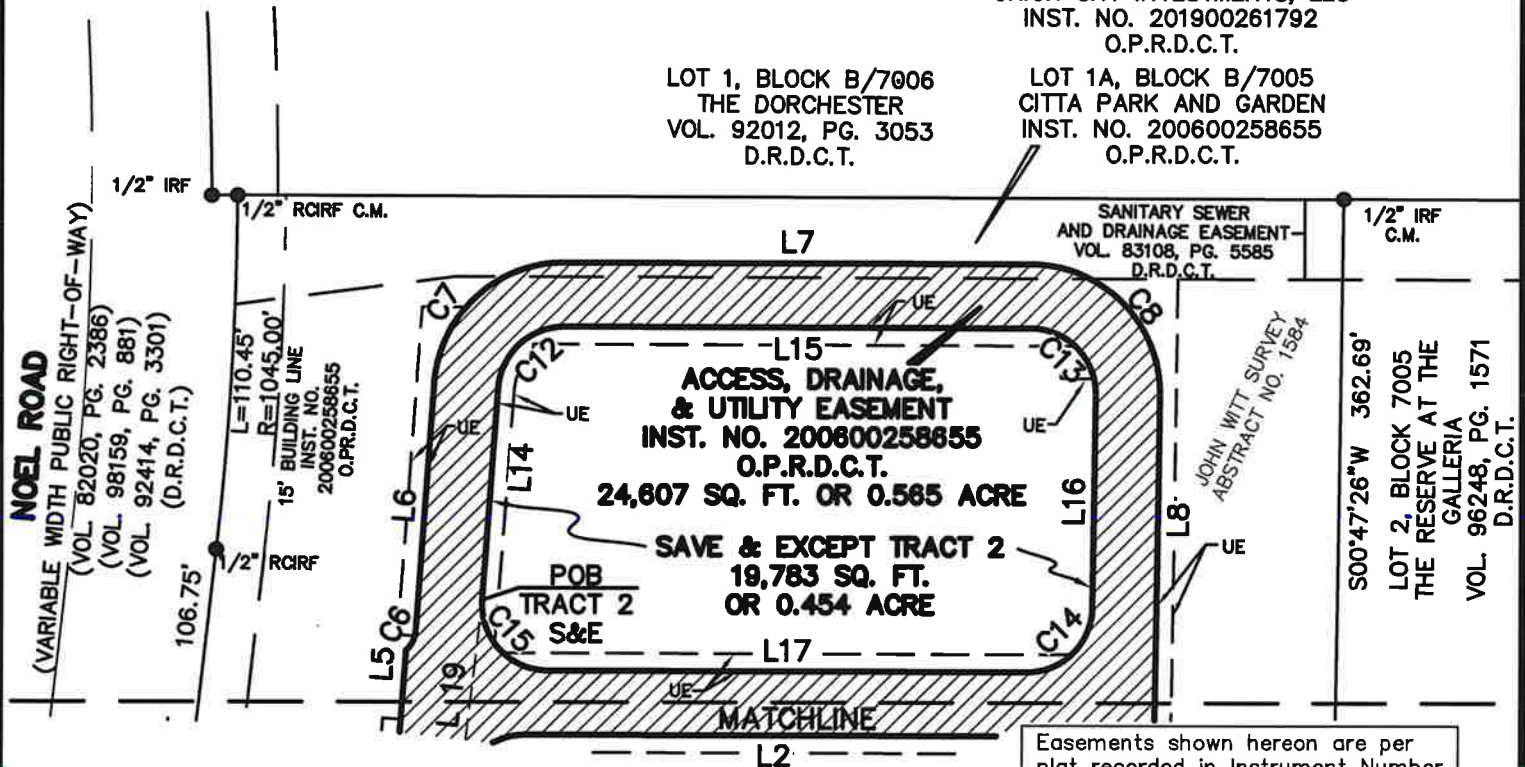 INST. NO. 201900261792
O.P.R.D.C.T.
LOT 1, BLOCK B/7006
THE DORCHESTER
VOL. 92012, PG. 3053
D.R.D.C.T.
LOT 1A, BLOCK B/7005
CITTA PARK AND GARDEN
INST. NO. 200600258655
O.P.R.D.C.T.
1/2" IRF
1/2" RCIRF C.M.
SANITARY SEWER
AND DRAINAGE EASEMENT
VOL. 83108, PG. 5585
D.R.D.C.T.
1/2" IRF
C.M.
L7
C7
C8
UE
NOEL ROAD
(VARIABLE WIDTH PUBLIC RIGHT-OF-WAY)
(VOL. 82020, PG. 2386)
(VOL. 98159, PG. 881)
(VOL. 92414, PG. 3301)
(D.R.D.C.T.)
L=110.45'
R=1045.00'
15' BUILDING LINE
INST. NO.
200600258655
O.P.R.D.C.T.
C12
L15
C13
UE
UE
UE
ACCESS, DRAINAGE,
& UTILITY EASEMENT
INST. NO. 200600258655
O.P.R.D.C.T.
24,607 SQ. FT. OR 0.565 ACRE
L6
L14
L16
L8
JOHN WITT SURVEY
ABSTRACT NO. 1584
S00°47'26"W 362.69'
LOT 2, BLOCK 7005
THE RESERVE AT THE
GALLERIA
VOL. 96248, PG. 1571
D.R.D.C.T.
SAVE & EXCEPT TRACT 2
19,783 SQ. FT.
OR 0.454 ACRE
UE
1/2" RCIRF
106.75'
POB
TRACT 2
S&E
C6
C15
C14
L5
L19
L17
UE
MATCHLINE
L2
Easements shown hereon are per
plat recorded in Instrument Number